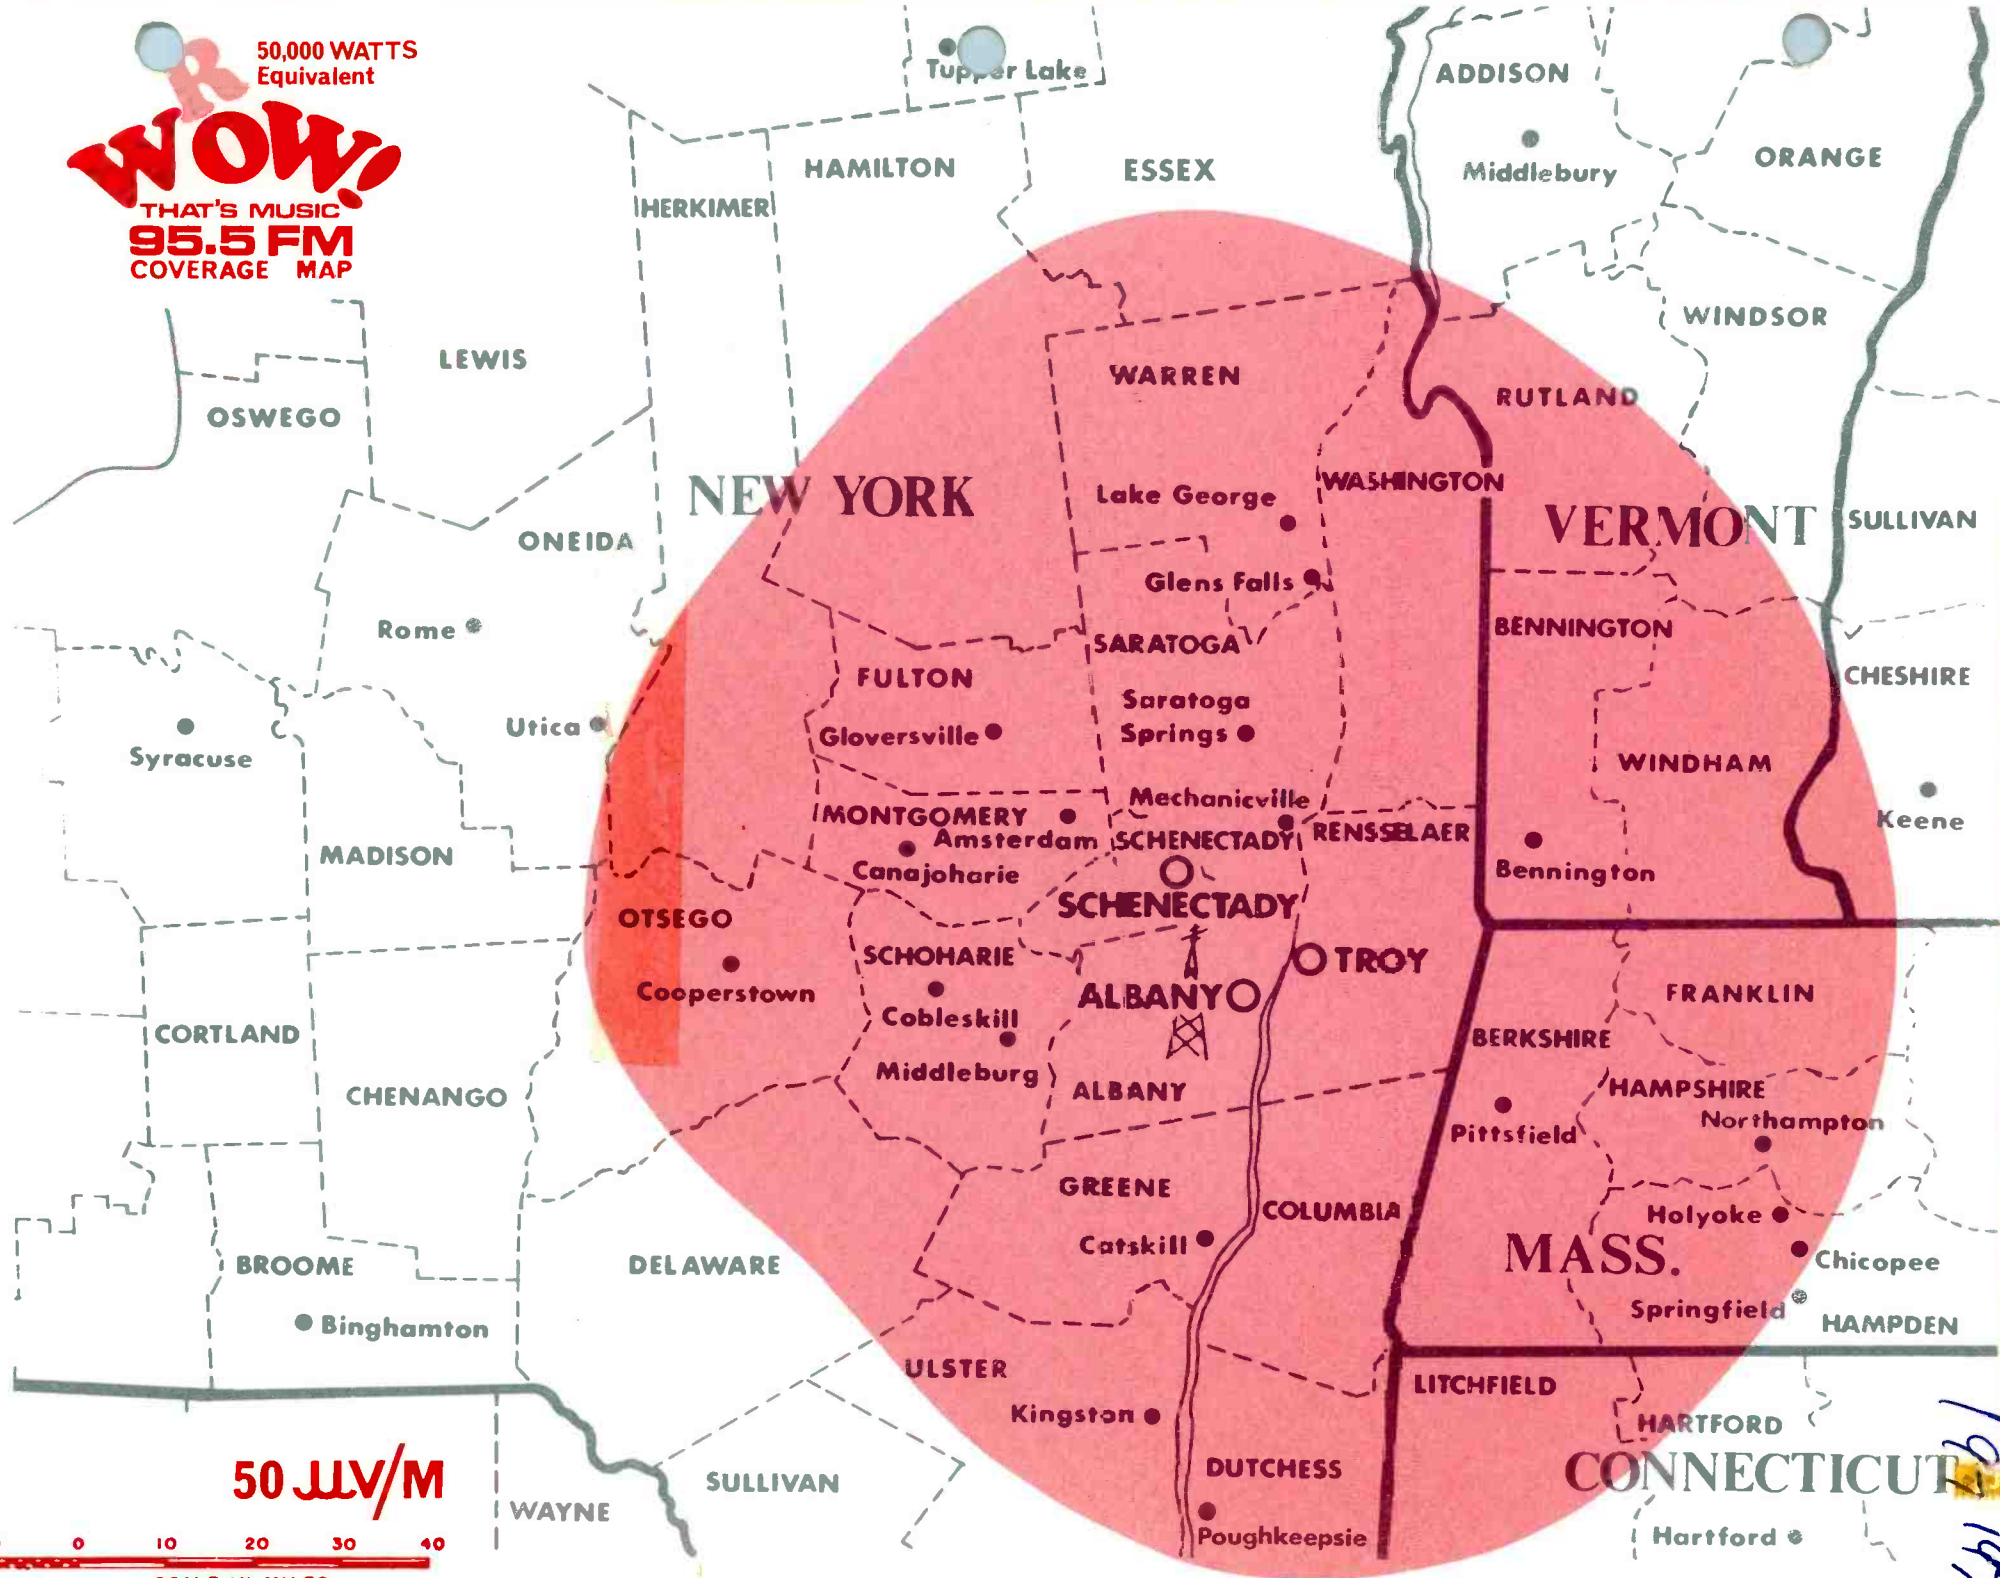 R
50,000 WATTS
Equivalent
WOW!
THAT'S MUSIC
95.5 FM
COVERAGE MAP
Tupper Lake
ADDISON
Middlebury
ORANGE
HAMILTON
ESSEX
HERKIMER
WINDSOR
LEWIS
WARREN
RUTLAND
OSWEGO
NEW YORK
Lake George
WASHINGTON
VERMONT
SULLIVAN
ONEIDA
Glens Falls
Rome
BENNINGTON
SARATOGA
FULTON
CHESHIRE
Saratoga
Springs
Utica
Gloversville
Syracuse
WINDHAM
Mechanicville
MONTGOMERY
Amsterdam
SCHENECTADY
RENSSELAER
Keene
MADISON
Canajoharie
Bennington
SCHENECTADY
OTSEGO
SCHOHARIE
TROY
Cooperstown
ALBANY
FRANKLIN
Cobleskill
CORTLAND
BERKSHIRE
Middleburg
ALBANY
HAMPSHIRE
CHENANGO
Northampton
Pittsfield
GREENE
COLUMBIA
Holyoke
Catskill
MASS.
Chicopee
BROOME
DELAWARE
Springfield
HAMPDEN
Binghamton
ULSTER
LITCHFIELD
Kingston
HARTFORD
DUTCHESS
CONNECTICUT
50 µV/M
SULLIVAN
WAYNE
Poughkeepsie
Hartford
0 10 20 30 40